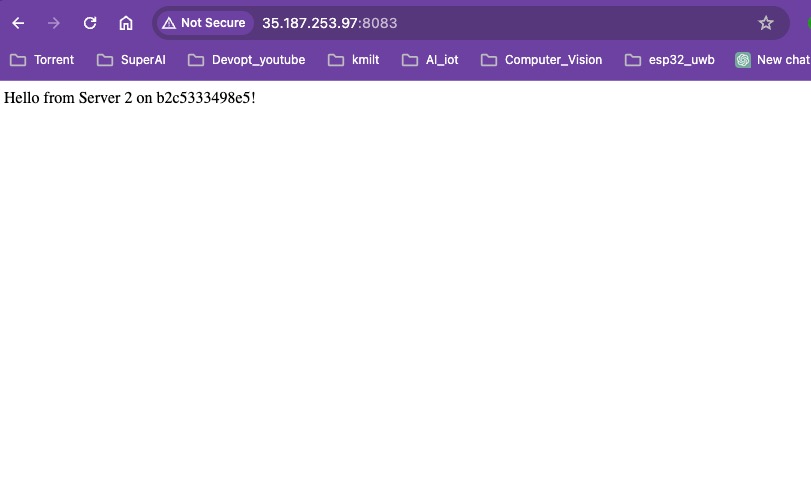 Not Secure 35.187.253.97:8083
Torrent SuperAI Devopt_youtube kmilt AI_iot Computer_Vision esp32_uwb New chat
Hello from Server 2 on b2c5333498e5!